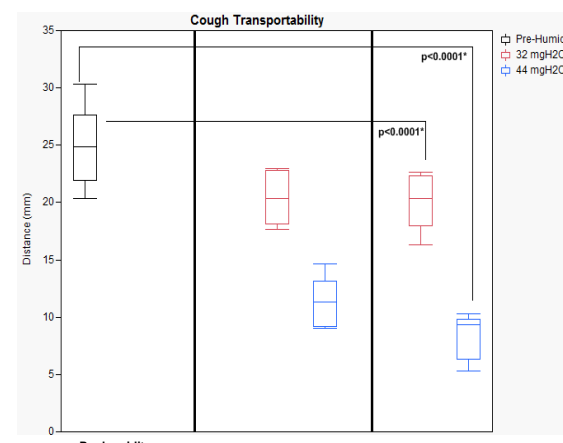 Cough Transportability
35
30
25
20
15
10
5
0
Distance (mm)
p<0.0001*
p<0.0001*
Pre-Humid
32 mgH2O
44 mgH2O